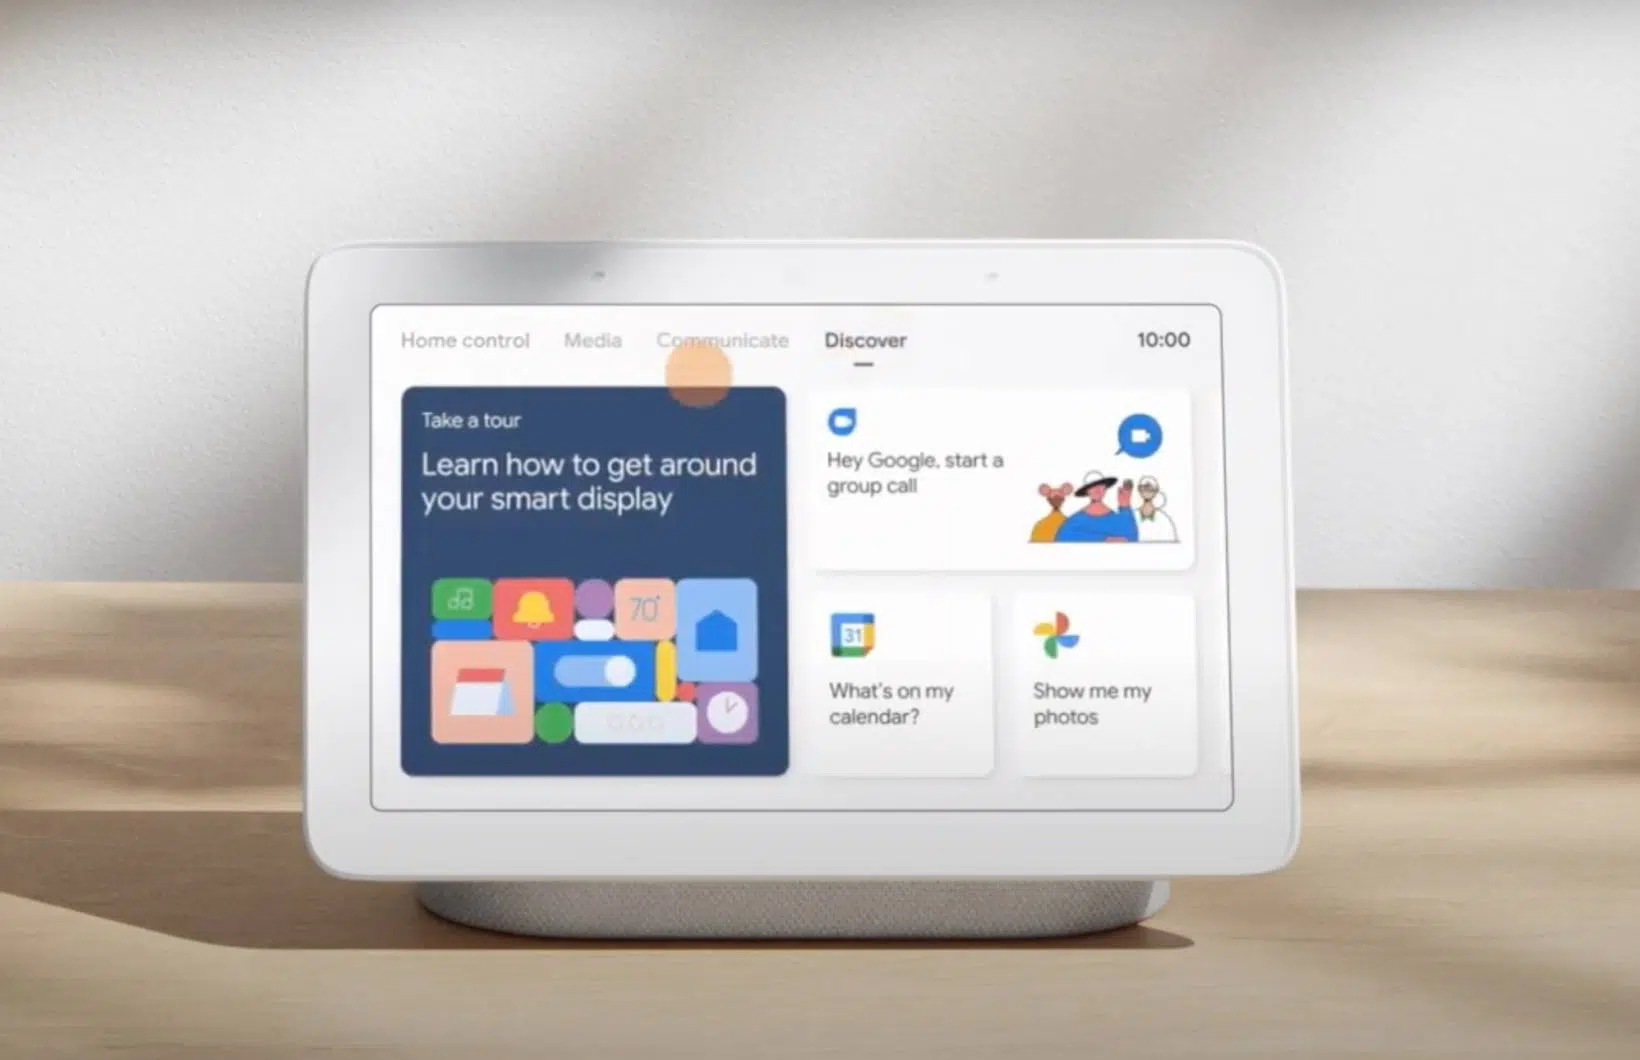 Home control Media Communicate Discover 10:00
Take a tour
Learn how to get around
your smart display
70°
Hey Google, start a
group call
31
What's on my
calendar?
Show me my
photos